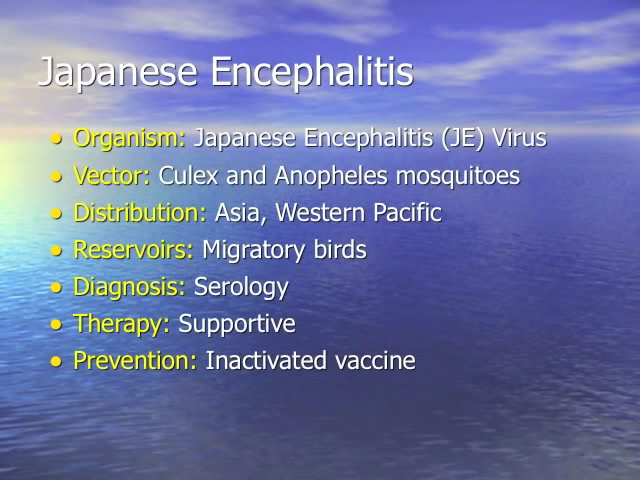 Japanese Encephalitis
• Organism: Japanese Encephalitis (JE) Virus
• Vector: Culex and Anopheles mosquitoes
• Distribution: Asia, Western Pacific
• Reservoirs: Migratory birds
• Diagnosis: Serology
• Therapy: Supportive
• Prevention: Inactivated vaccine